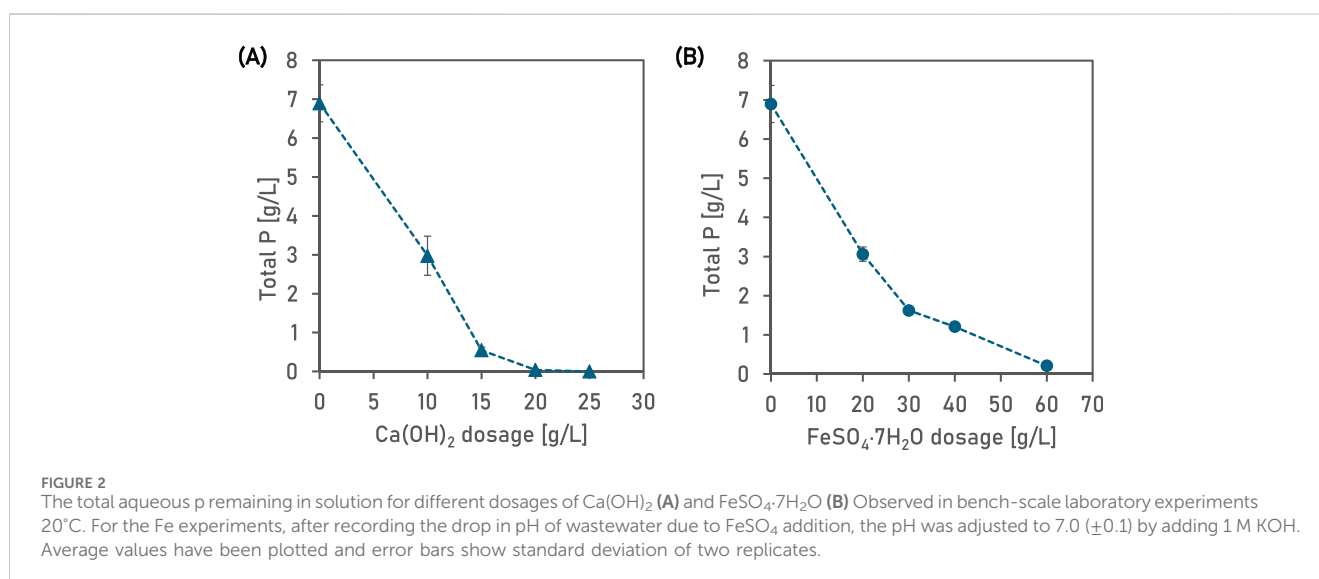 (A)
8
7
6
5
4
3
2
1
0
Total P [g/L]
0 5 10 15 20 25 30
Ca(OH)₂ dosage [g/L]
(B)
8
7
6
5
4
3
2
1
0
Total P [g/L]
0 10 20 30 40 50 60 70
FeSO₄·7H₂O dosage [g/L]
FIGURE 2
The total aqueous p remaining in solution for different dosages of Ca(OH)₂ (A) and FeSO₄·7H₂O (B) Observed in bench-scale laboratory experiments
20°C. For the Fe experiments, after recording the drop in pH of wastewater due to FeSO₄ addition, the pH was adjusted to 7.0 (±0.1) by adding 1 M KOH.
Average values have been plotted and error bars show standard deviation of two replicates.